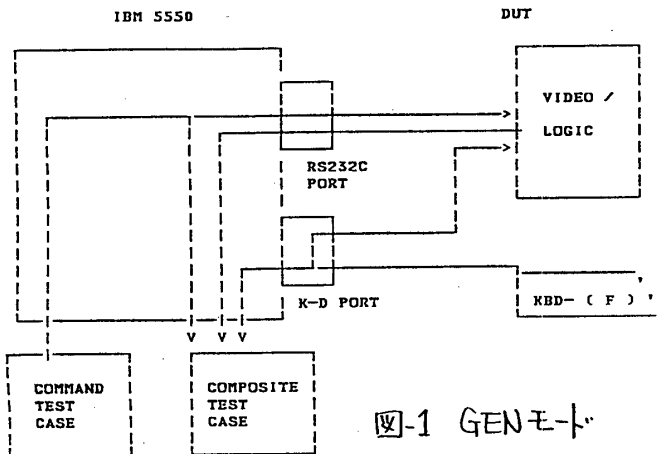 IBM 5550
DUT
VIDEO /
LOGIC
RS232C
PORT
K-D PORT
KBD- ( F )
COMMAND
TEST
CASE
COMPOSITE
TEST
CASE
図-1 GENモード